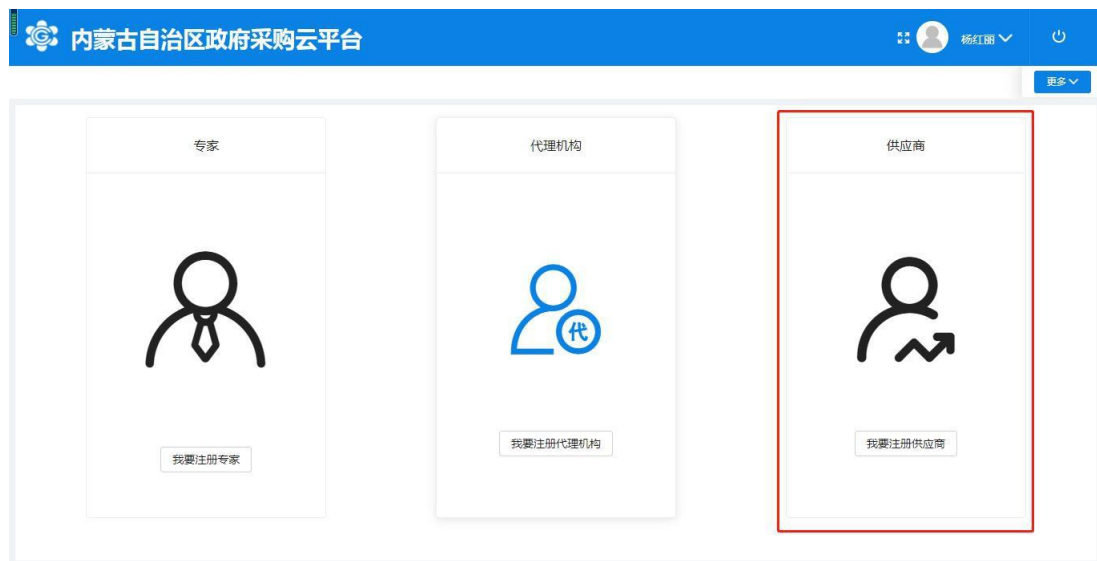 内蒙古自治区政府采购云平台
杨红丽
更多
专家
代理机构
供应商
代
我要注册专家
我要注册代理机构
我要注册供应商